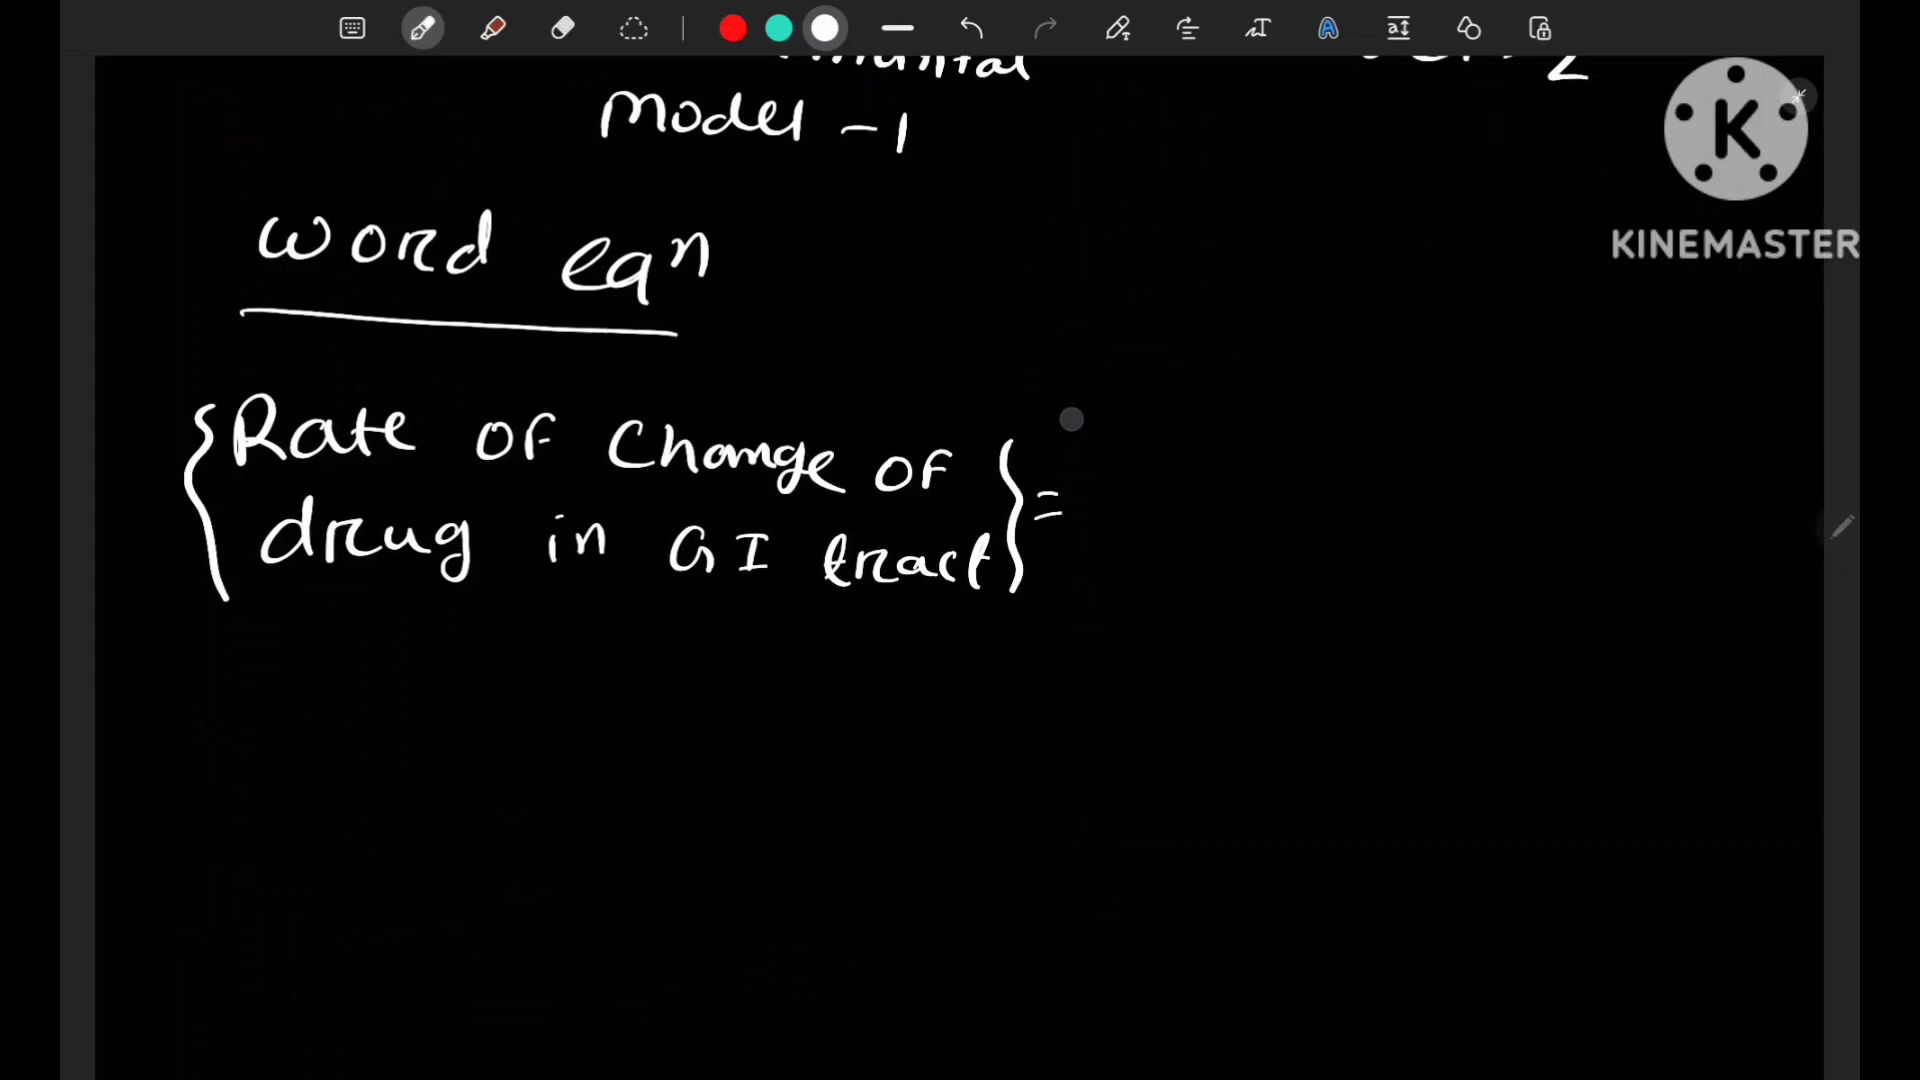 Model - 1
K
KINEMASTER
word eqn
{Rate of Change of
drug in GI tract} =